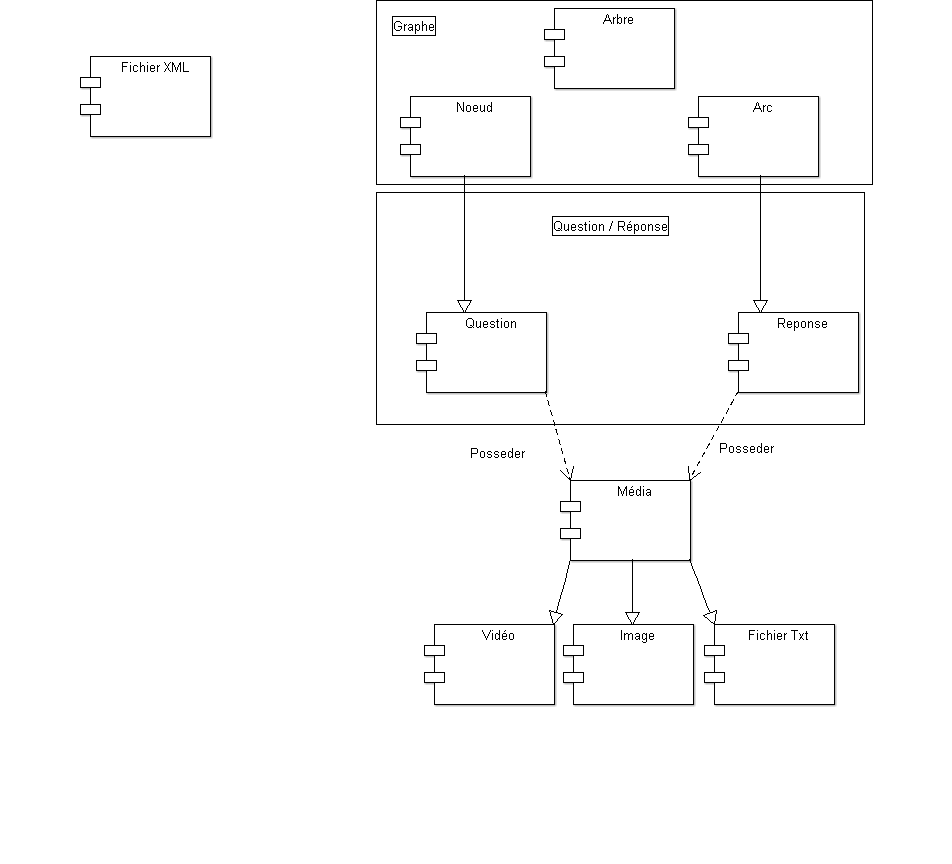 Graphe
Arbre
Fichier XML
Noeud
Arc
Question / Réponse
Question
Reponse
Posseder
Posseder
Média
Vidéo
Image
Fichier Txt